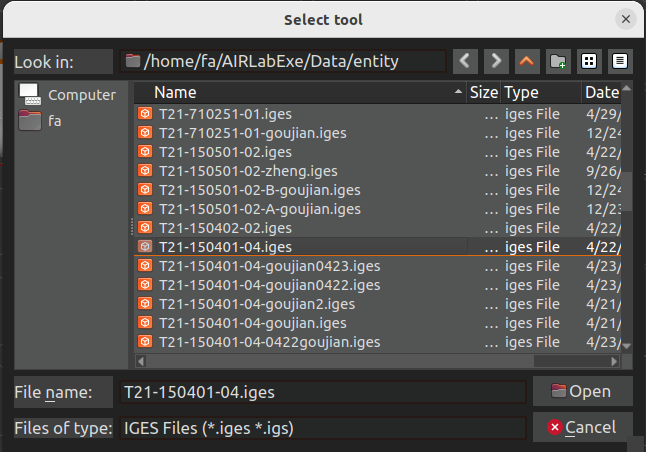 Select tool
Look in: /home/fa/AIRLabExe/Data/entity
Computer
fa
Name Size Type Date
T21-710251-01.iges ... iges File 4/29/
T21-710251-01-goujian.iges ... iges File 12/24
T21-150501-02.iges ... iges File 4/22/
T21-150501-02-zheng.iges ... iges File 9/26/
T21-150501-02-B-goujian.iges ... iges File 12/24
T21-150501-02-A-goujian.iges ... iges File 12/23
T21-150402-02.iges ... iges File 4/22/
T21-150401-04.iges ... iges File 4/22/
T21-150401-04-goujian0423.iges ... iges File 4/23/
T21-150401-04-goujian0422.iges ... iges File 4/23/
T21-150401-04-goujian2.iges ... iges File 4/21/
T21-150401-04-goujian.iges ... iges File 4/21/
T21-150401-04-0422goujian.iges ... iges File 4/23/
File name: T21-150401-04.iges Open
Files of type: IGES Files (*.iges *.igs) Cancel